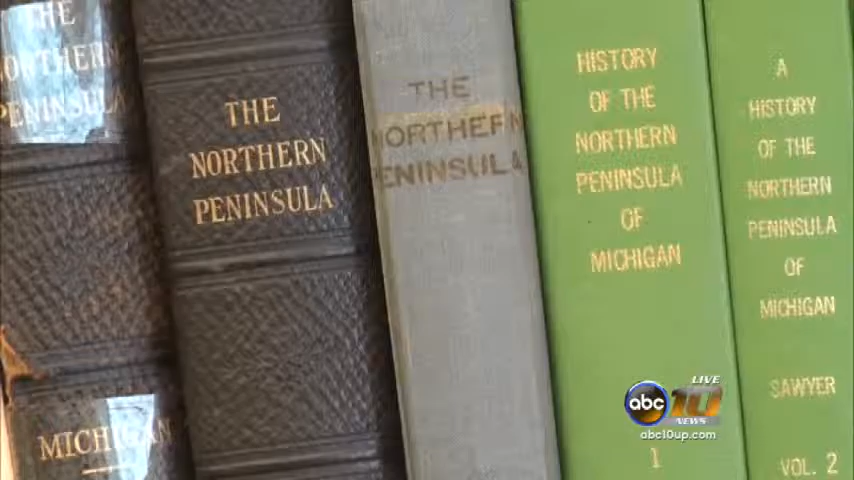 THE
NORTHERN
PENINSULA
MICHIGAN
THE
NORTHERN
PENINSULA
THE
NORTHERN
PENINSULA
HISTORY
OF THE
NORTHERN
PENINSULA
OF
MICHIGAN
1
A
HISTORY
OF THE
NORTHERN
PENINSULA
OF
MICHIGAN
SAWYER
VOL. 2
LIVE
abc 10
NEWS
abc10up.com